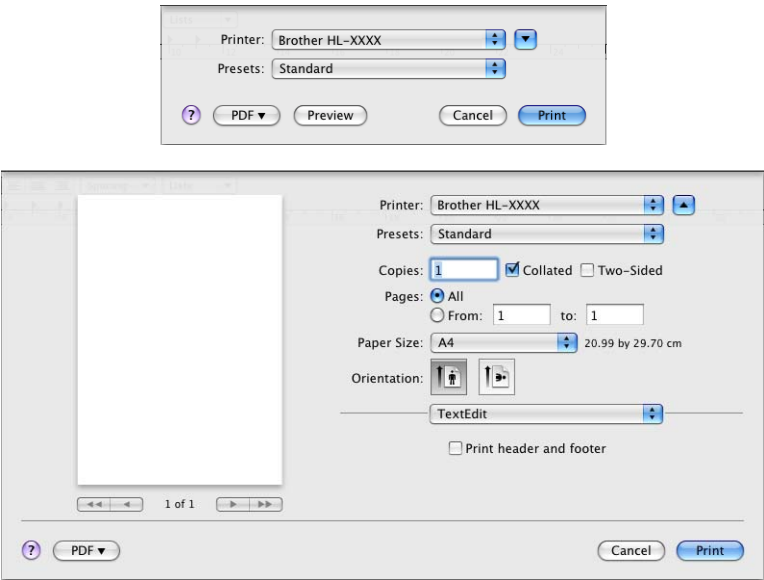 Printer: Brother HL-XXXX
Presets: Standard
? PDF Preview Cancel Print
Printer: Brother HL-XXXX
Presets: Standard
Copies: 1 Collated Two-Sided
Pages: All
From: 1 to: 1
Paper Size: A4 20.99 by 29.70 cm
Orientation:
TextEdit
Print header and footer
1 of 1
? PDF Cancel Print